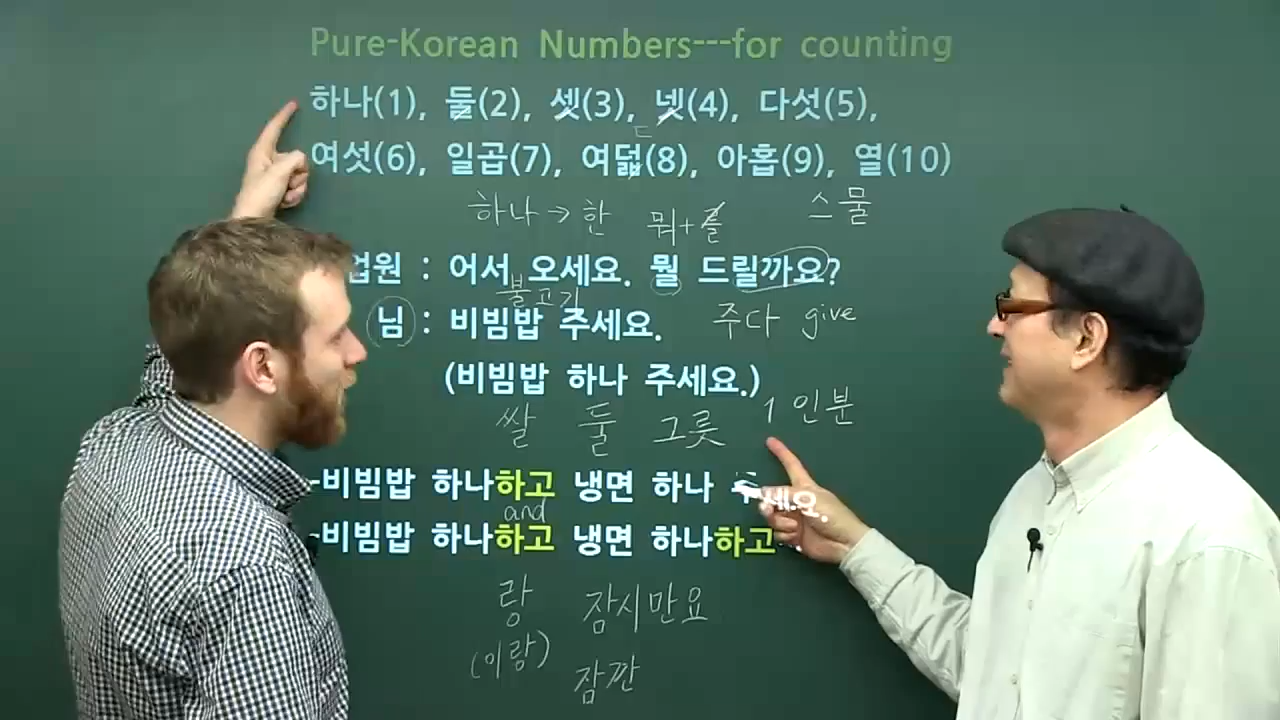 Pure-Korean Numbers---for counting
하나(1), 둘(2), 셋(3), 넷(4), 다섯(5),
ㄷ
여섯(6), 일곱(7), 여덟(8), 아홉(9), 열(10)
하나 → 한 뭐+를 스물
업원 : 어서 오세요. 뭘 드릴까요?
불고기
님 : 비빔밥 주세요. 주다 give
(비빔밥 하나 주세요.)
쌀 둘 그릇 1인분
-비빔밥 하나하고 냉면 하나 주세요.
and
-비빔밥 하나하고 냉면 하나하고
랑 잠시만요
(이랑) 잠깐